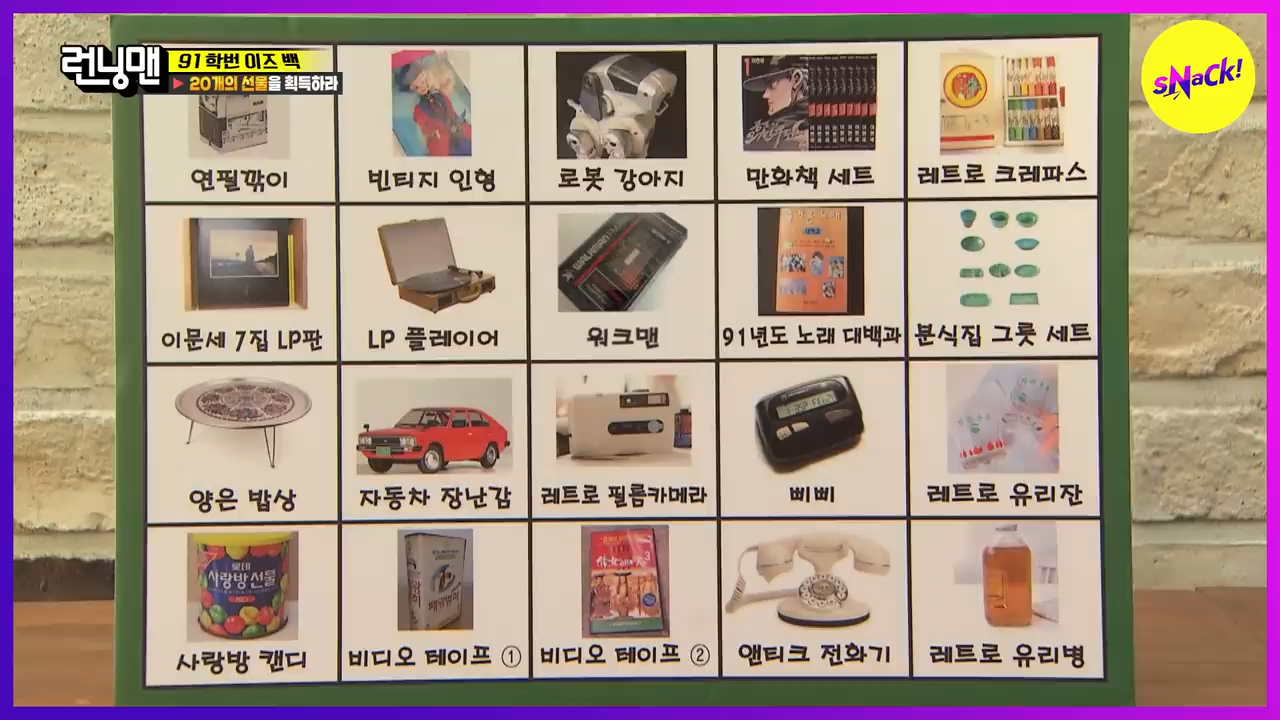 런닝맨
91 학번 이즈 백
▶ 20개의 선물을 획득하라
sNaCk!
연필깎이
빈티지 인형
로봇 강아지
만화책 세트
레트로 크레파스
이문세 7집 LP판
LP 플레이어
WALKMAN
워크맨
91년도 노래 대백과
분식집 그릇 세트
양은 밥상
자동차 장난감
레트로 필름카메라
삐삐
레트로 유리잔
롯데
사랑방선물
사랑방 캔디
비디오 테이프 ①
비디오 테이프 ②
앤티크 전화기
레트로 유리병